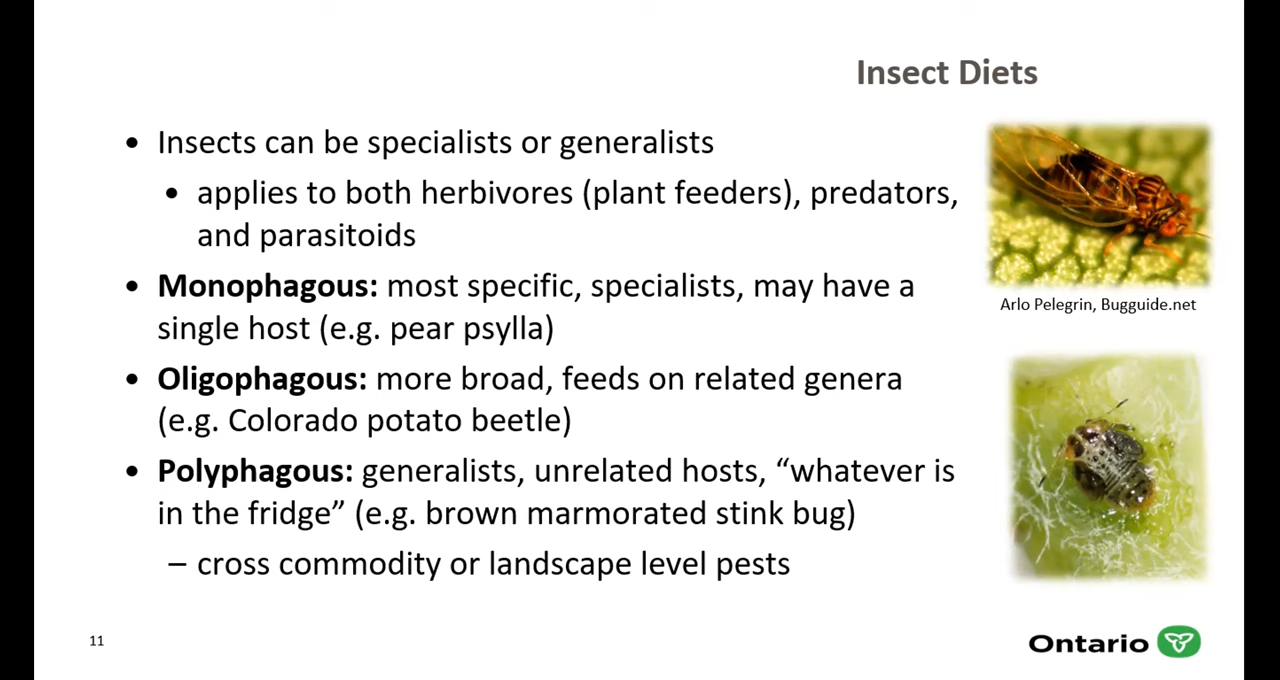 Insect Diets
• Insects can be specialists or generalists
• applies to both herbivores (plant feeders), predators,
and parasitoids
• Monophagous: most specific, specialists, may have a
single host (e.g. pear psylla)
• Oligophagous: more broad, feeds on related genera
(e.g. Colorado potato beetle)
• Polyphagous: generalists, unrelated hosts, “whatever is
in the fridge” (e.g. brown marmorated stink bug)
– cross commodity or landscape level pests
Arlo Pelegrin, Bugguide.net
11
Ontario